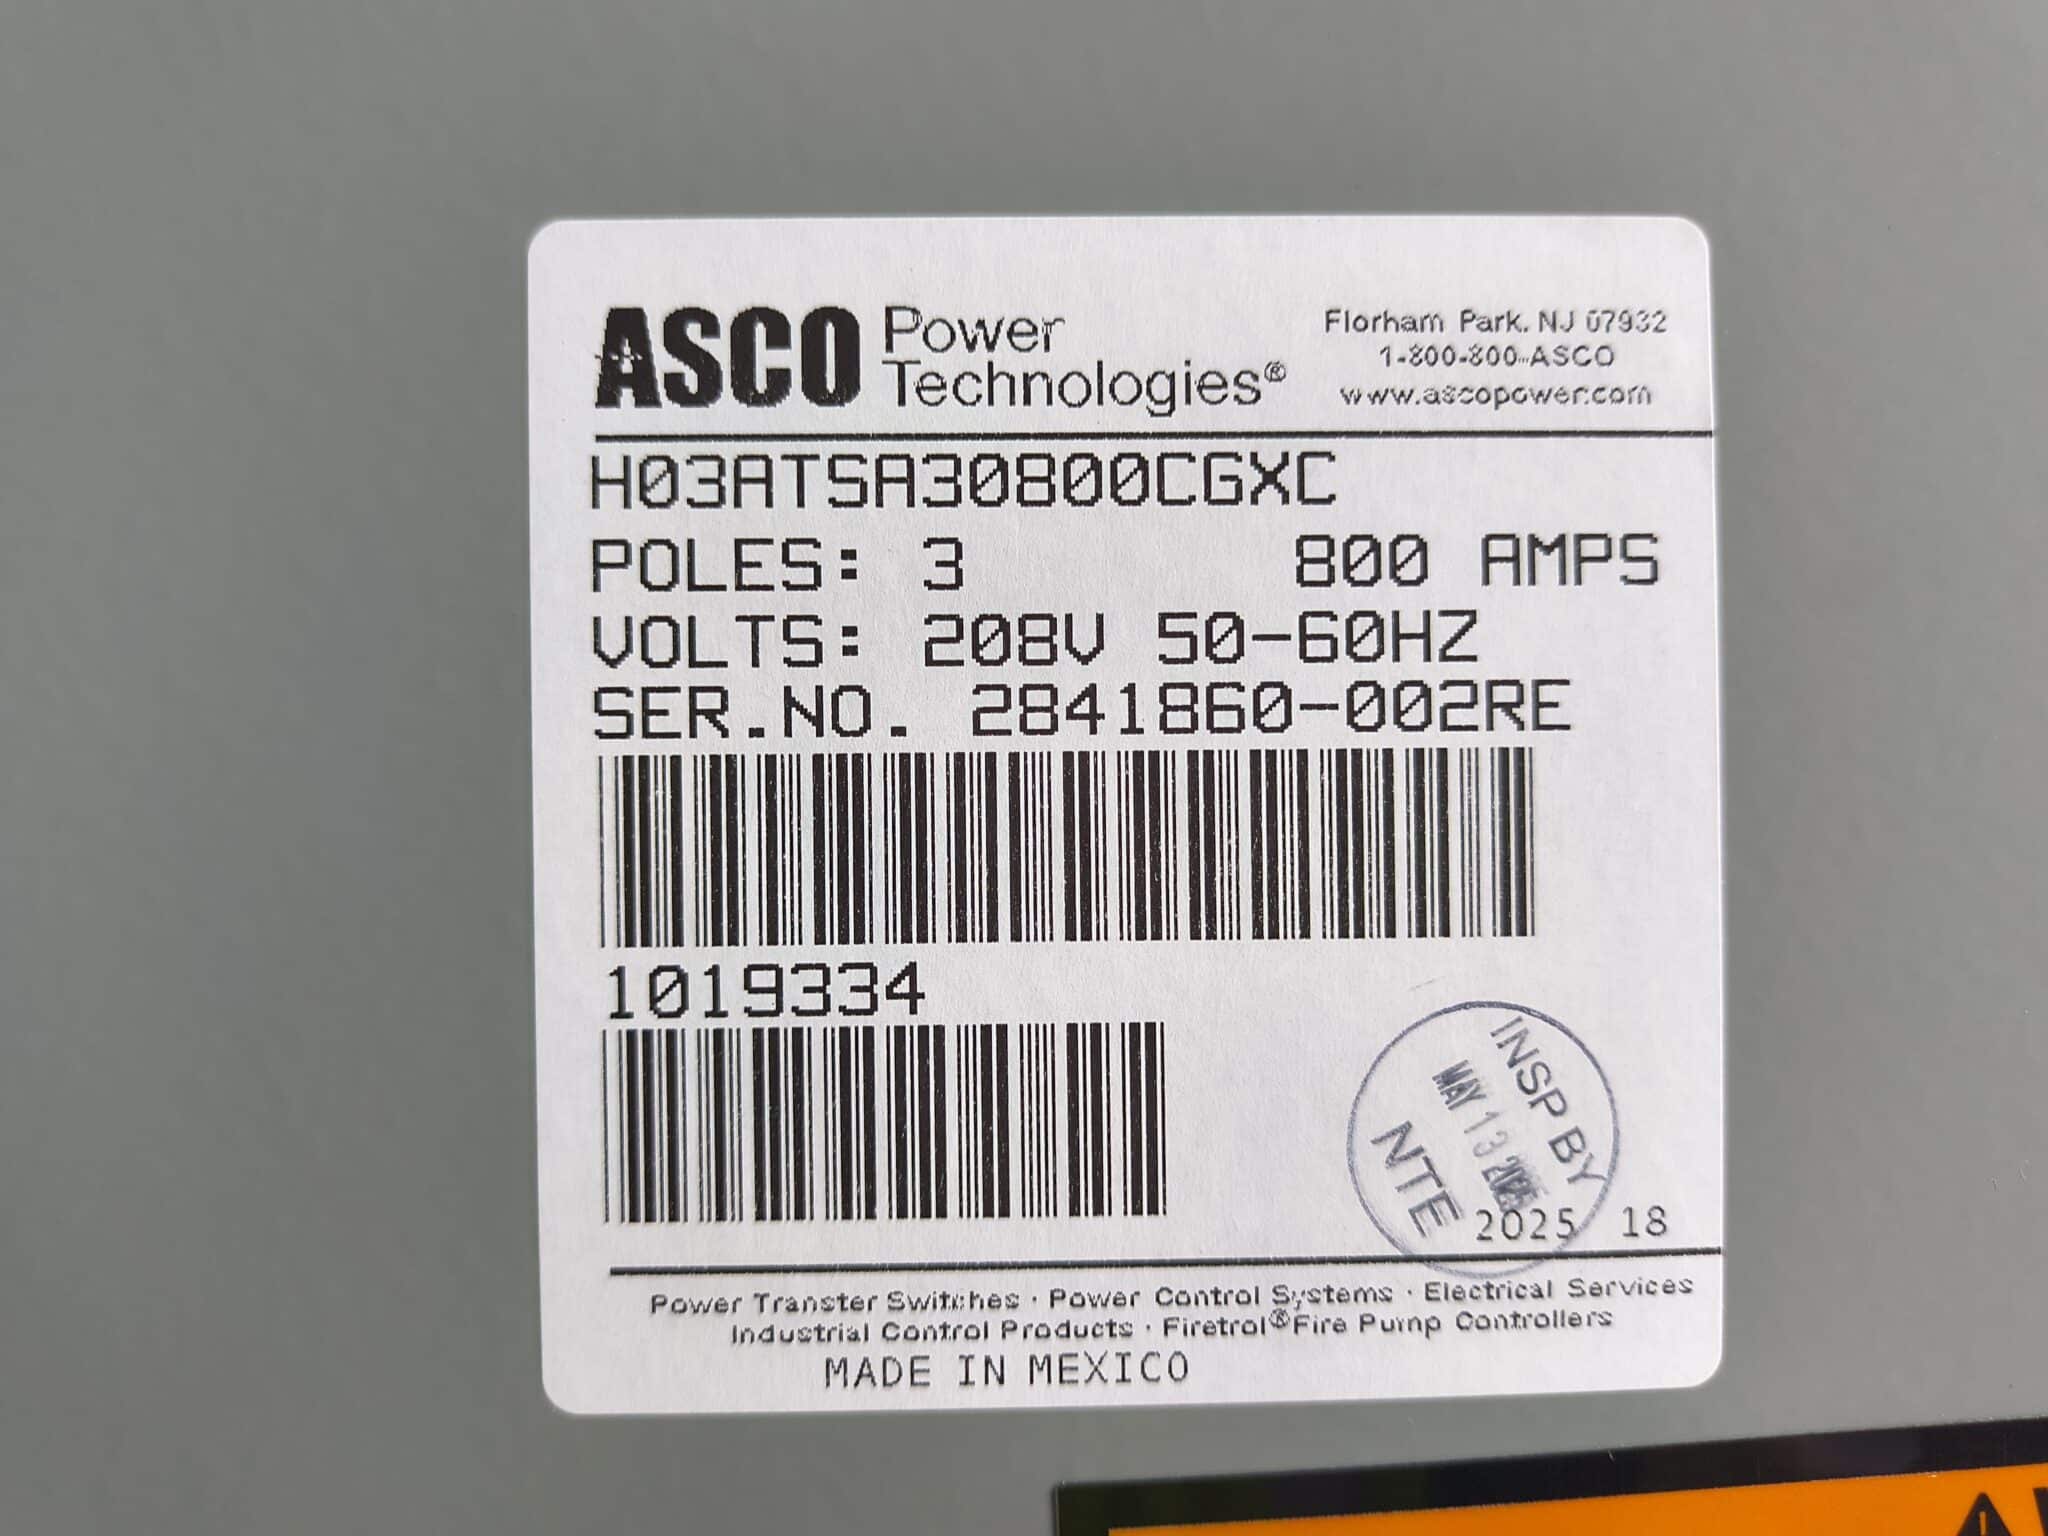 ASCO Power Technologies®
Florham Park, NJ 07932
1-800-800-ASCO
www.ascopower.com
H03ATSA30800CGXC
POLES: 3 800 AMPS
VOLTS: 208V 50-60HZ
SER.NO. 2841860-002RE
1019334
INSP BY
MAY 13 2025
NTE
2025 18
Power Transfer Switches · Power Control Systems · Electrical Services
Industrial Control Products · Firetrol® Fire Pump Controllers
MADE IN MEXICO